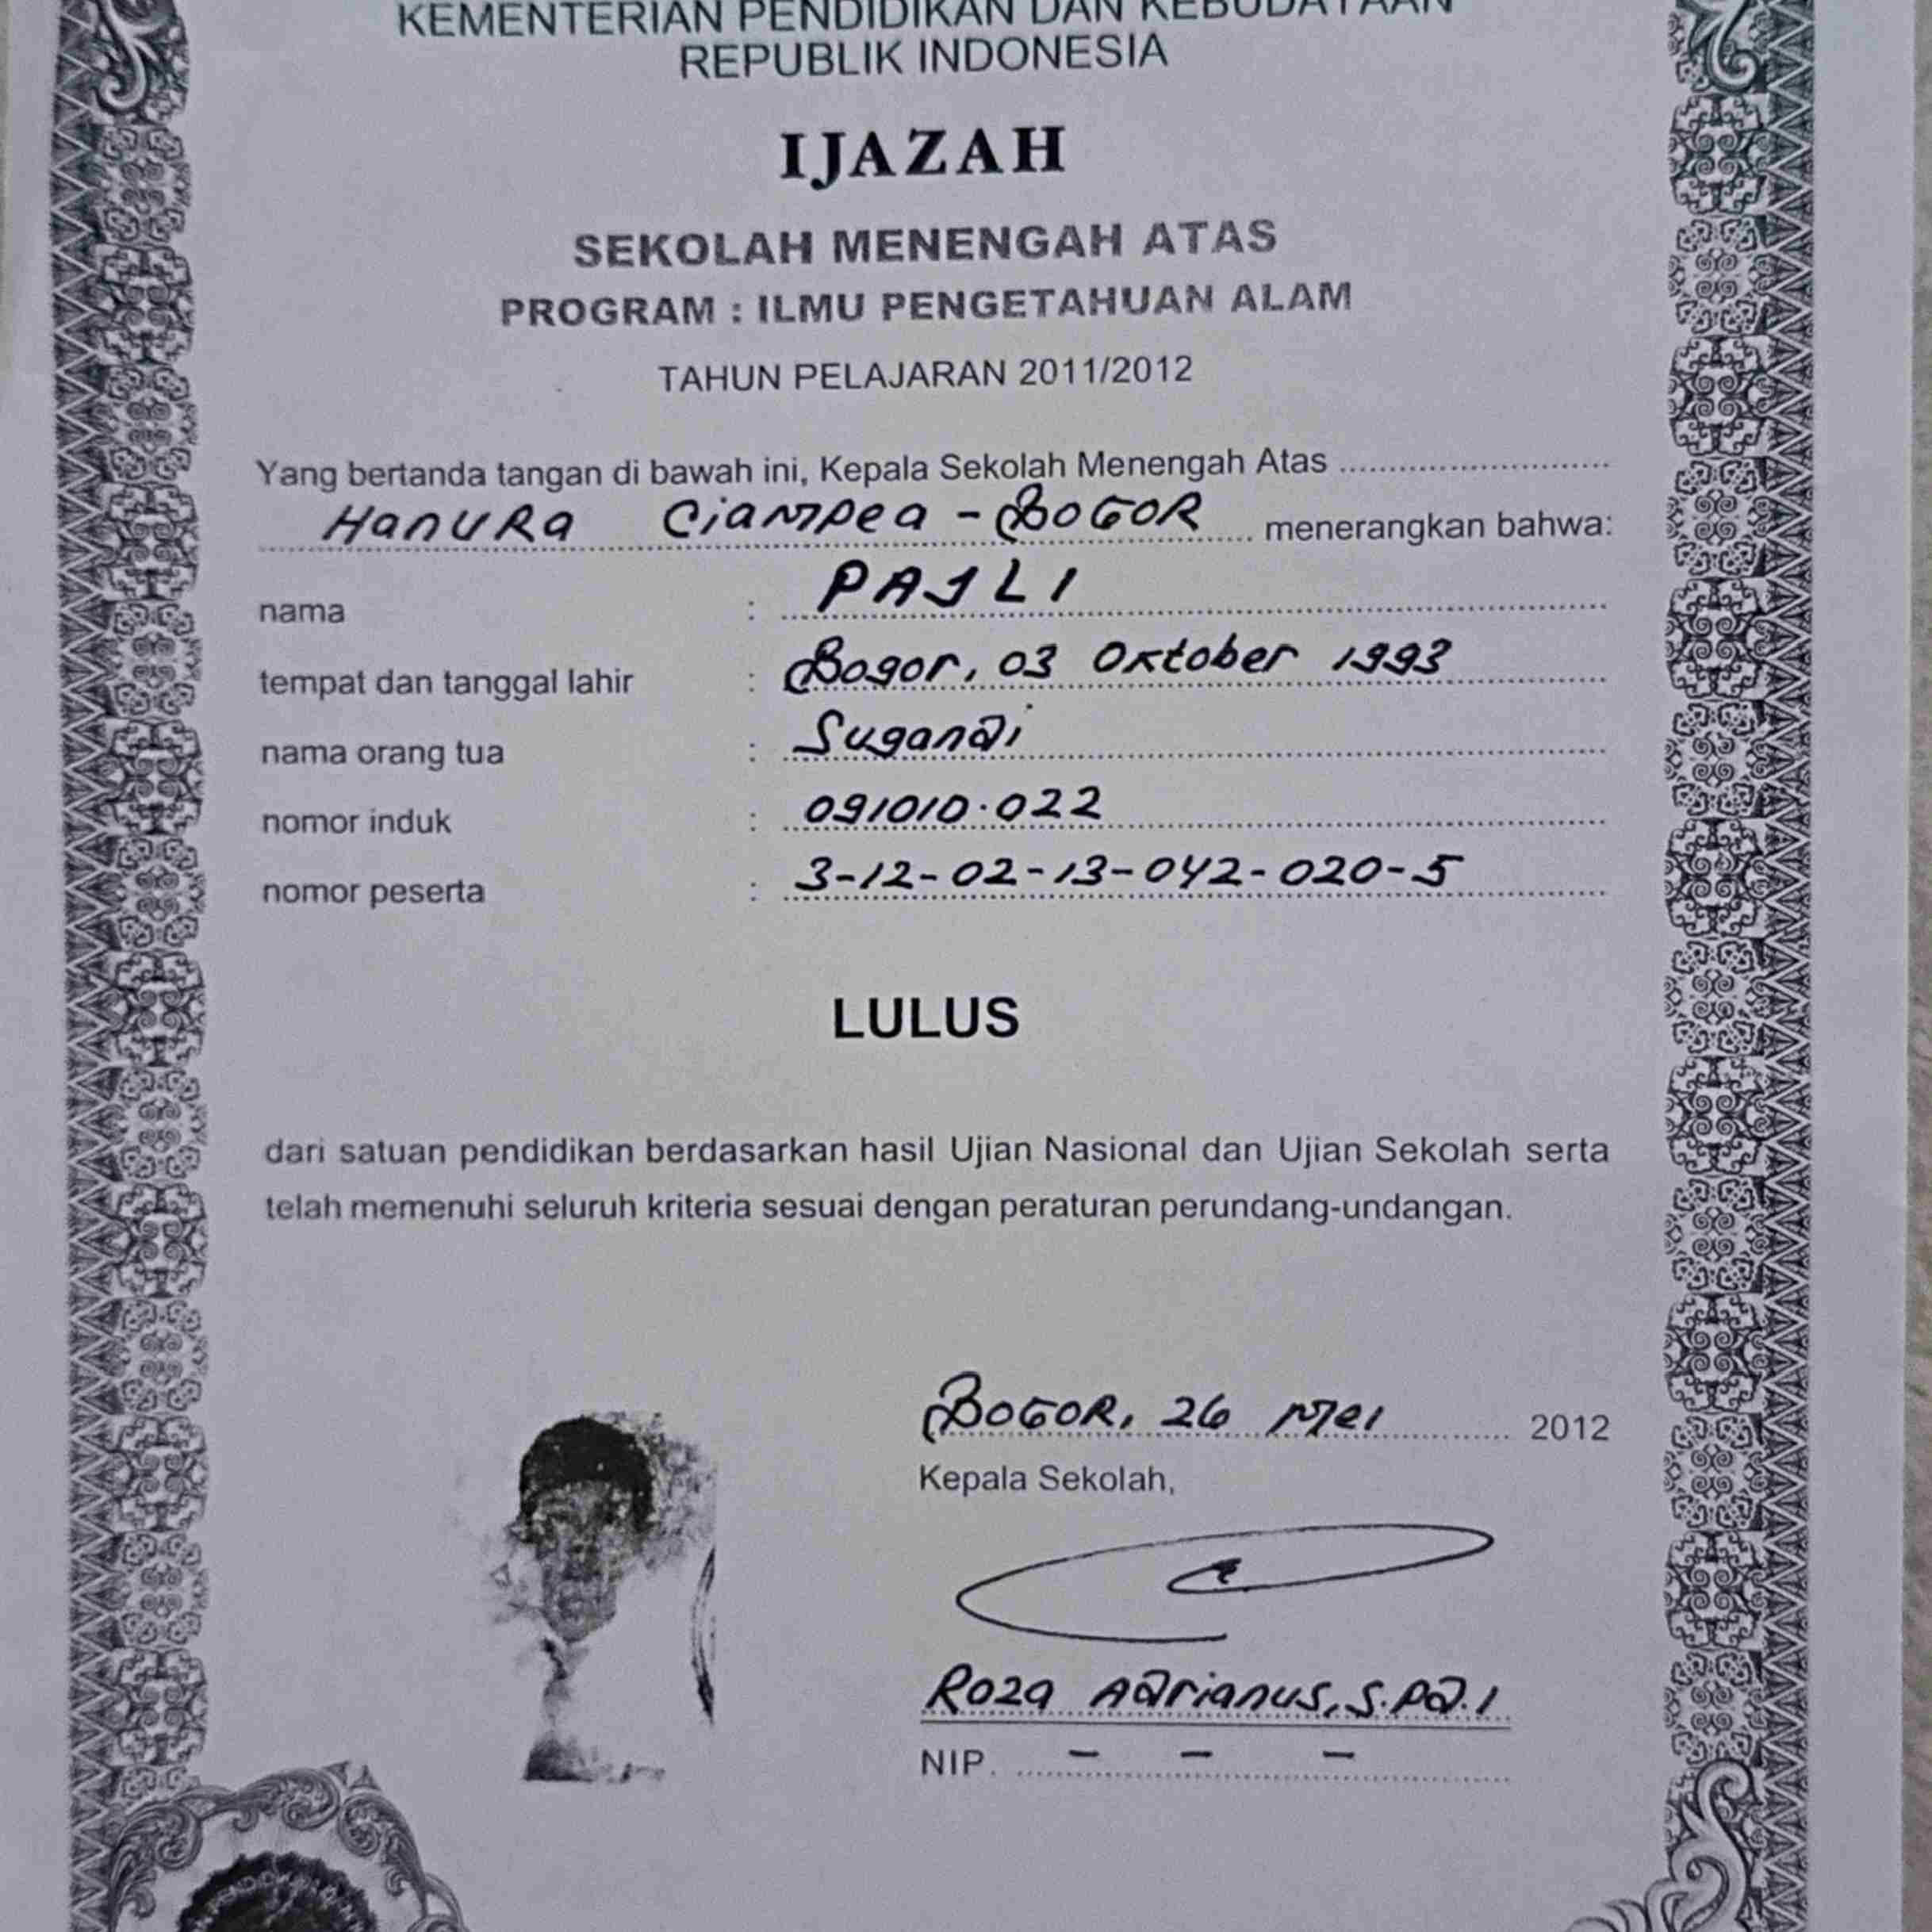 KEMENTERIAN PENDIDIKAN DAN KEBUDAYAAN
REPUBLIK INDONESIA
IJAZAH
SEKOLAH MENENGAH ATAS
PROGRAM : ILMU PENGETAHUAN ALAM
TAHUN PELAJARAN 2011/2012
Yang bertanda tangan di bawah ini, Kepala Sekolah Menengah Atas
Hanura Ciampea - Bogor menerangkan bahwa:
nama : PAJLI
tempat dan tanggal lahir : Bogor, 03 Oktober 1993
nama orang tua : Sugandi
nomor induk : 091010.022
nomor peserta : 3-12-02-13-042-020-5
LULUS
dari satuan pendidikan berdasarkan hasil Ujian Nasional dan Ujian Sekolah serta
telah memenuhi seluruh kriteria sesuai dengan peraturan perundang-undangan.
BOGOR, 26 Mei 2012
Kepala Sekolah,
Roza Adrianus, S.Pd.I
NIP. - - -